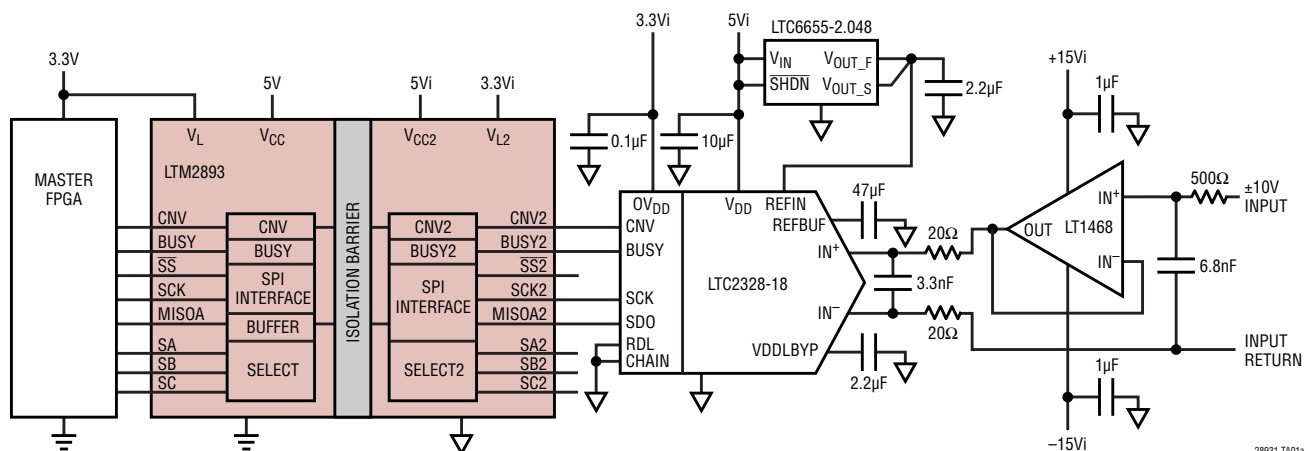 3.3V
5V
5Vi
3.3Vi
3.3Vi
5Vi
LTC6655-2.048
VIN
SHDN
VOUT_F
VOUT_S
2.2µF
+15Vi
1µF
0.1µF
10µF
VL
VCC
VCC2
VL2
LTM2893
MASTER
FPGA
ISOLATION BARRIER
CNV
BUSY
SS
SCK
MISOA
SA
SB
SC
CNV
BUSY
SPI
INTERFACE
BUFFER
SELECT
CNV2
BUSY2
SPI
INTERFACE
SELECT2
CNV2
BUSY2
SS2
SCK2
MISOA2
SA2
SB2
SC2
OVDD
VDD
REFIN
REFBUF
CNV
BUSY
SCK
SDO
RDL
CHAIN
LTC2328-18
IN+
IN−
VDDLBYP
47µF
2.2µF
20Ω
3.3nF
20Ω
OUT
LT1468
IN+
IN−
500Ω
±10V
INPUT
6.8nF
INPUT
RETURN
1µF
–15Vi
28931 TA01a